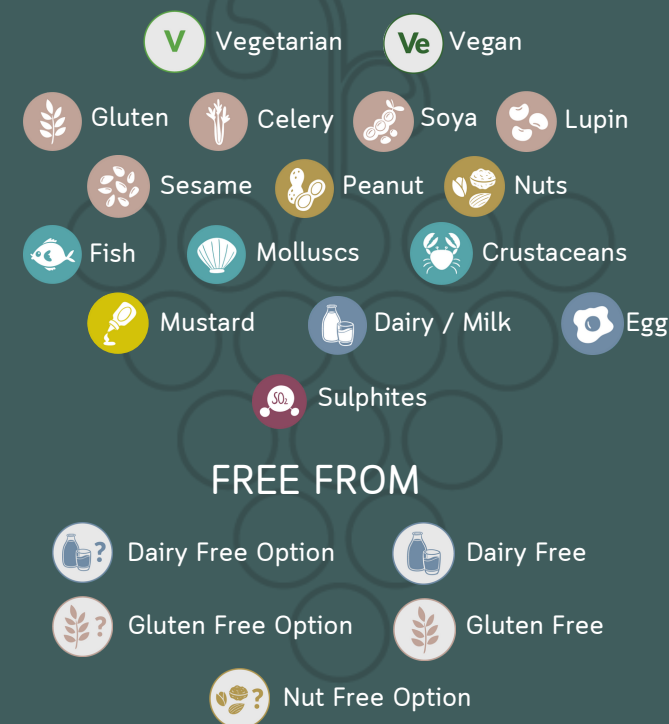 V Vegetarian Ve Vegan
Gluten Celery Soya Lupin
Sesame Peanut Nuts
Fish Molluscs Crustaceans
Mustard Dairy / Milk Egg
SO₂ Sulphites
FREE FROM
? Dairy Free Option Dairy Free
? Gluten Free Option Gluten Free
? Nut Free Option